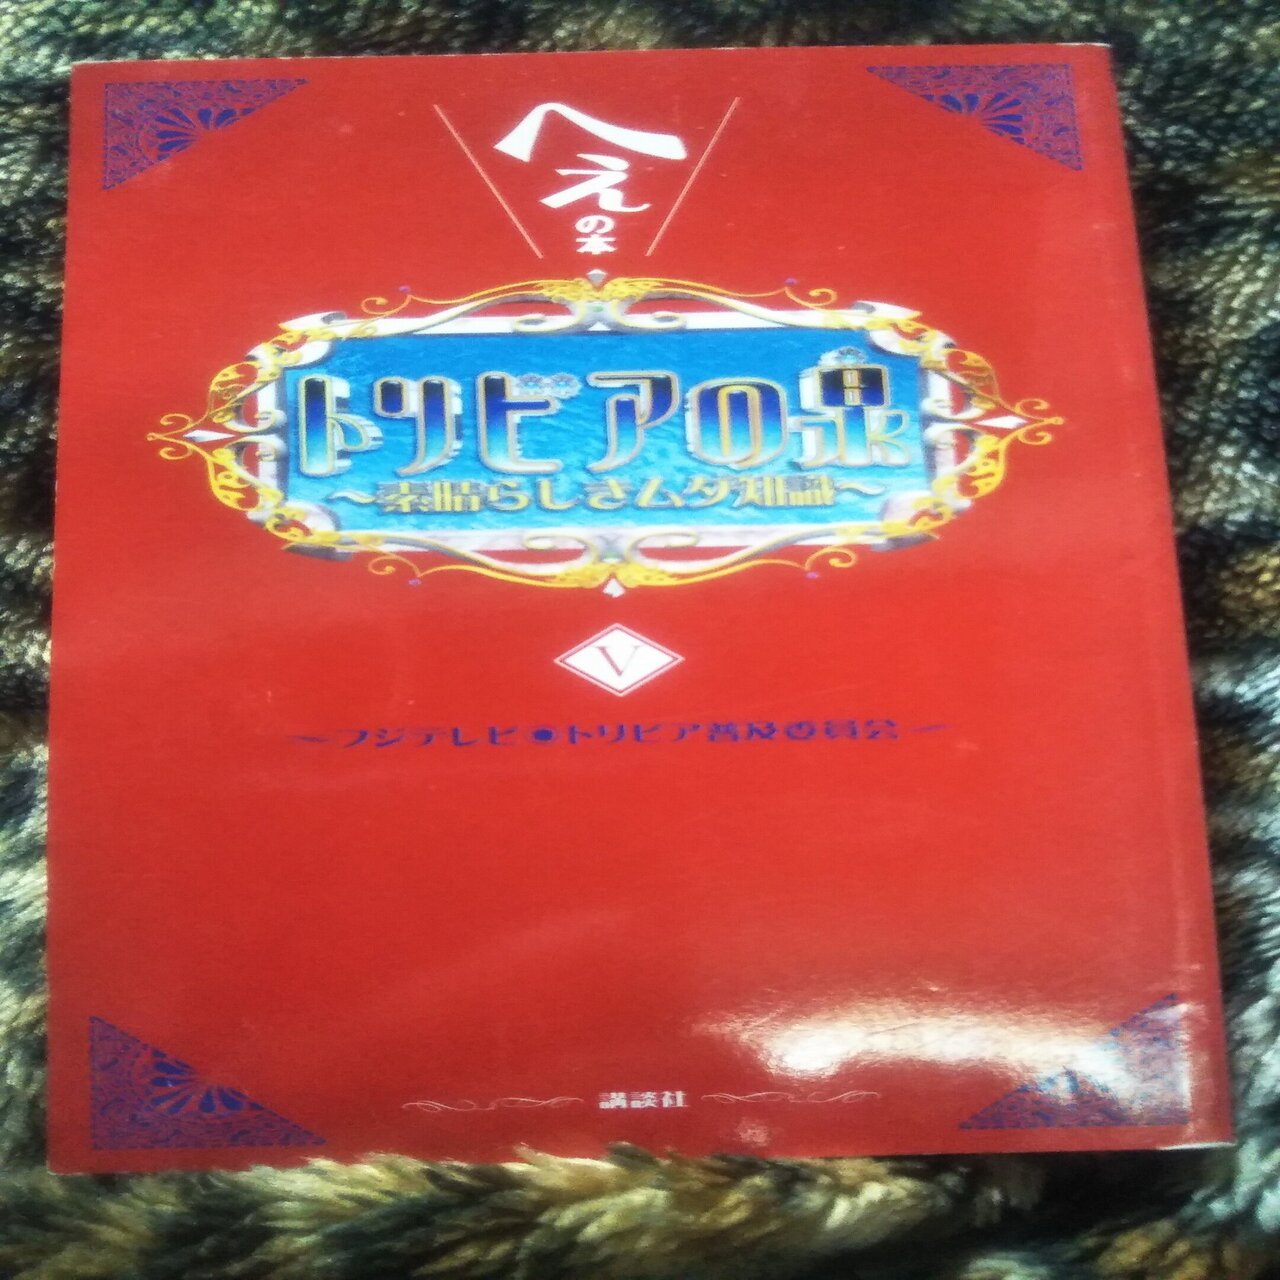 へぇの本
トリビアの泉
〜素晴らしきムダ知識〜
V
〜フジテレビ●トリビア普及委員会〜
講談社